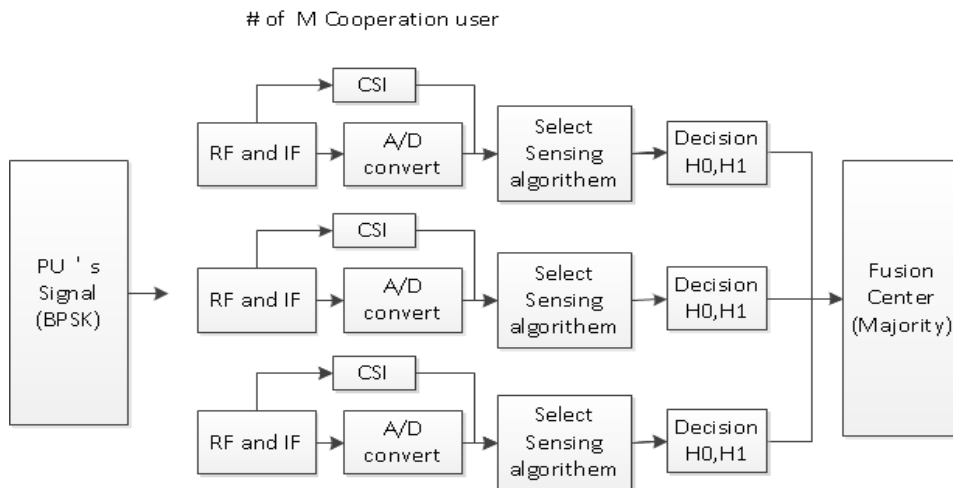 # of M Cooperation user
PU ' s
Signal
(BPSK)
CSI
RF and IF
A/D
convert
Select
Sensing
algorithem
Decision
H0,H1
CSI
RF and IF
A/D
convert
Select
Sensing
algorithem
Decision
H0,H1
CSI
RF and IF
A/D
convert
Select
Sensing
algorithem
Decision
H0,H1
Fusion
Center
(Majority)